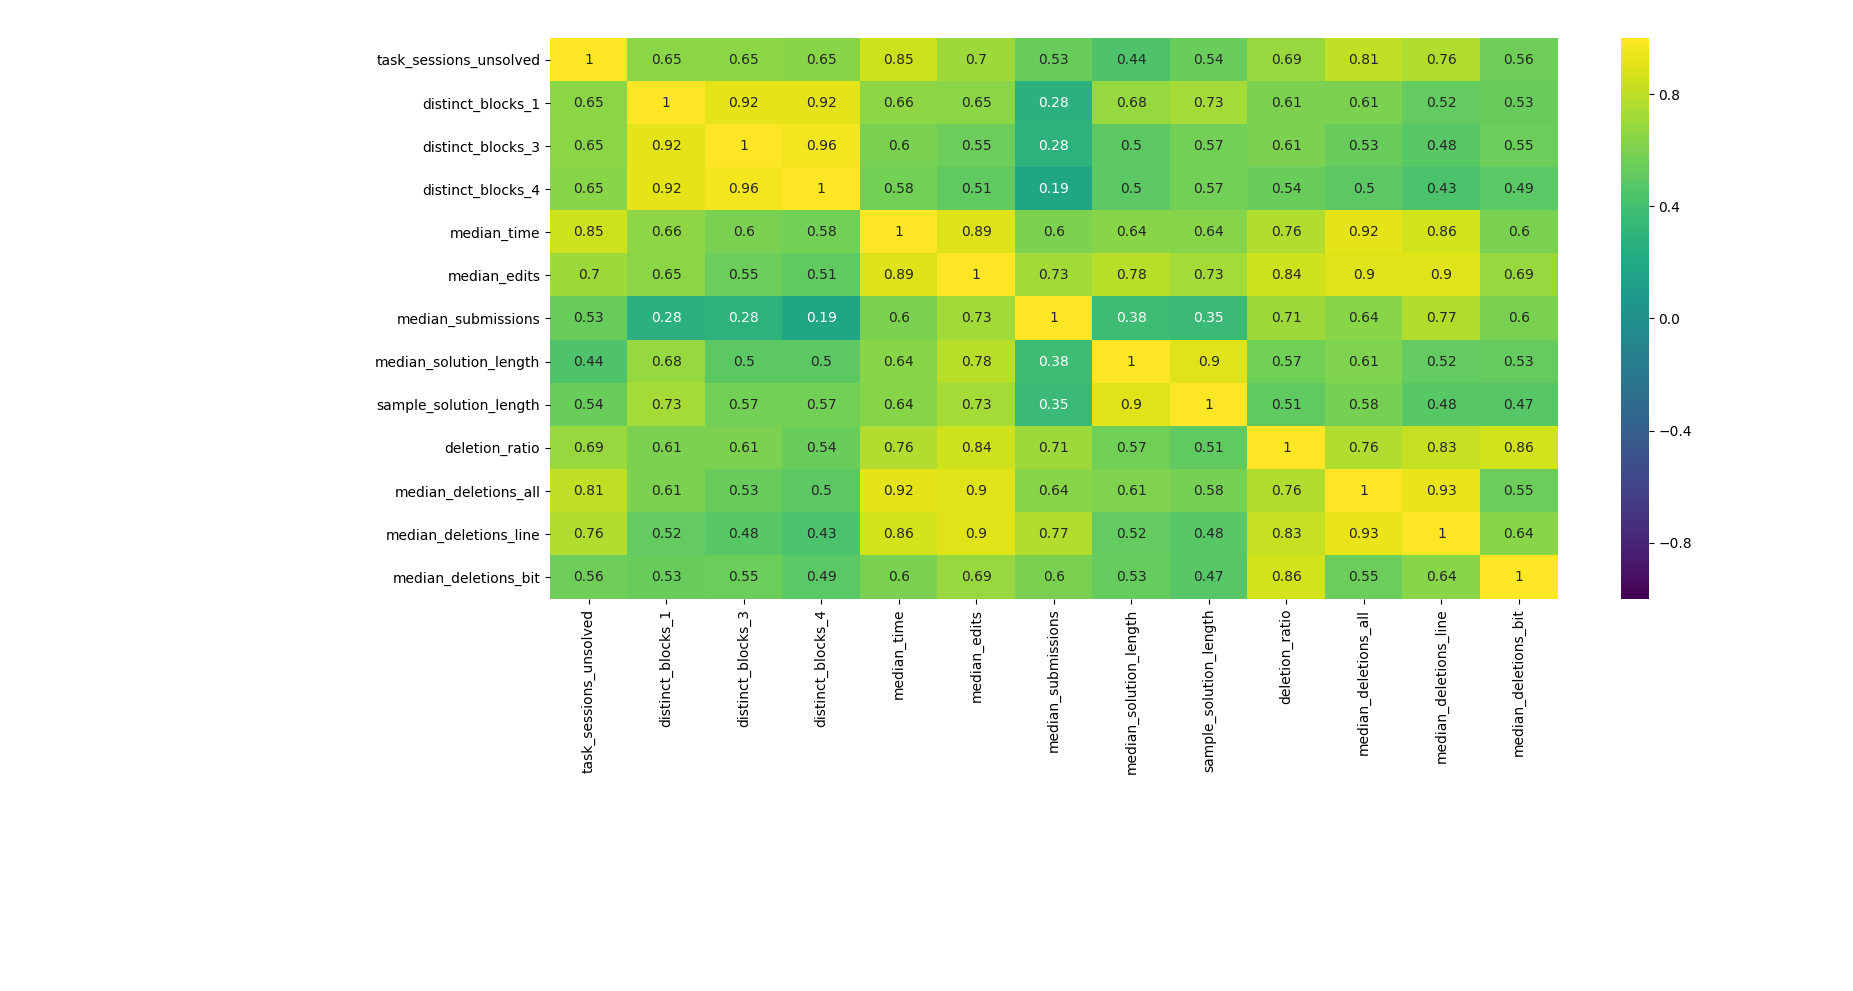 task_sessions_unsolved 1 0.65 0.65 0.65 0.85 0.7 0.53 0.44 0.54 0.69 0.81 0.76 0.56
distinct_blocks_1 0.65 1 0.92 0.92 0.66 0.65 0.28 0.68 0.73 0.61 0.61 0.52 0.53
distinct_blocks_3 0.65 0.92 1 0.96 0.6 0.55 0.28 0.5 0.57 0.61 0.53 0.48 0.55
distinct_blocks_4 0.65 0.92 0.96 1 0.58 0.51 0.19 0.5 0.57 0.54 0.5 0.43 0.49
median_time 0.85 0.66 0.6 0.58 1 0.89 0.6 0.64 0.64 0.76 0.92 0.86 0.6
median_edits 0.7 0.65 0.55 0.51 0.89 1 0.73 0.78 0.73 0.84 0.9 0.9 0.69
median_submissions 0.53 0.28 0.28 0.19 0.6 0.73 1 0.38 0.35 0.71 0.64 0.77 0.6
median_solution_length 0.44 0.68 0.5 0.5 0.64 0.78 0.38 1 0.9 0.57 0.61 0.52 0.53
sample_solution_length 0.54 0.73 0.57 0.57 0.64 0.73 0.35 0.9 1 0.51 0.58 0.48 0.47
deletion_ratio 0.69 0.61 0.61 0.54 0.76 0.84 0.71 0.57 0.51 1 0.76 0.83 0.86
median_deletions_all 0.81 0.61 0.53 0.5 0.92 0.9 0.64 0.61 0.58 0.76 1 0.93 0.55
median_deletions_line 0.76 0.52 0.48 0.43 0.86 0.9 0.77 0.52 0.48 0.83 0.93 1 0.64
median_deletions_bit 0.56 0.53 0.55 0.49 0.6 0.69 0.6 0.53 0.47 0.86 0.55 0.64 1
task_sessions_unsolved
distinct_blocks_1
distinct_blocks_3
distinct_blocks_4
median_time
median_edits
median_submissions
median_solution_length
sample_solution_length
deletion_ratio
median_deletions_all
median_deletions_line
median_deletions_bit
0.8
0.4
0.0
−0.4
−0.8